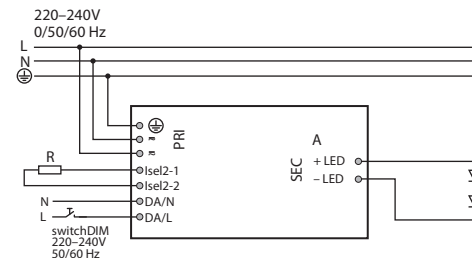 220–240V
0/50/60 Hz
L
N
PRI
A
SEC
+ LED
– LED
R
Isel2-1
Isel2-2
N
DA/N
L
DA/L
switchDIM
220–240V
50/60 Hz